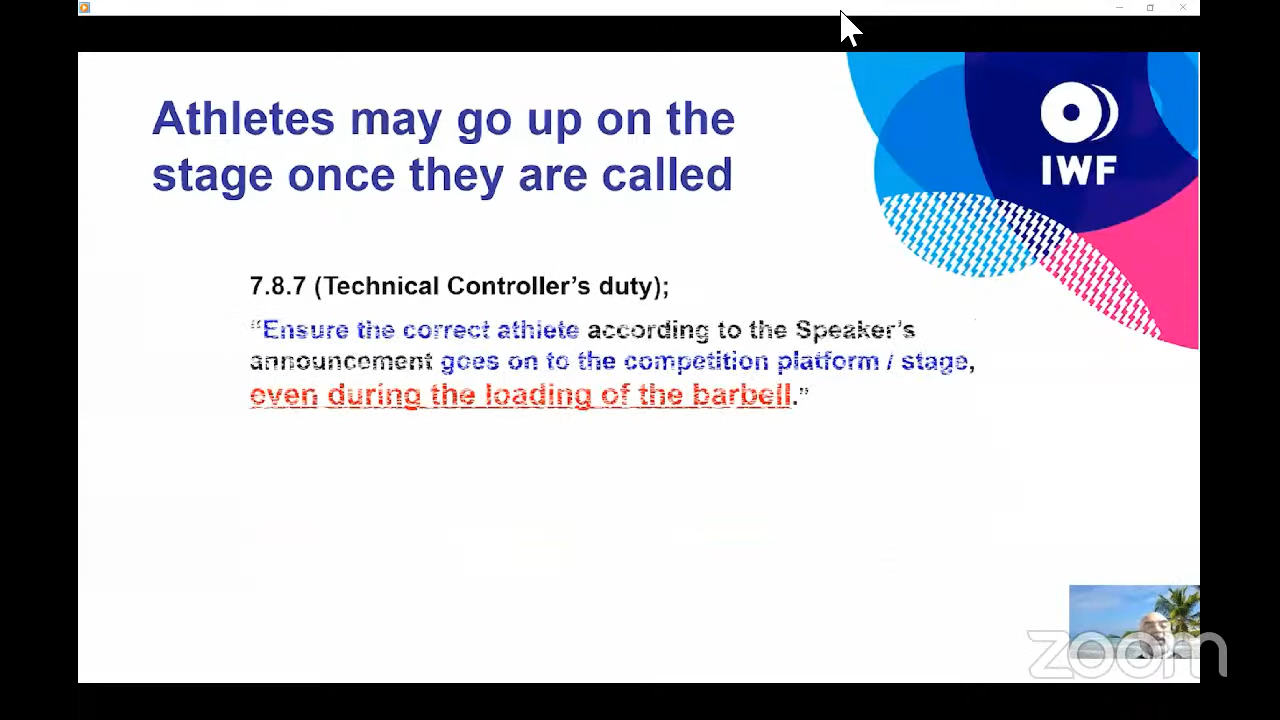 Athletes may go up on the
stage once they are called
IWF
7.8.7 (Technical Controller's duty);
"Ensure the correct athlete according to the Speaker's
announcement goes on to the competition platform / stage,
even during the loading of the barbell."
zoom